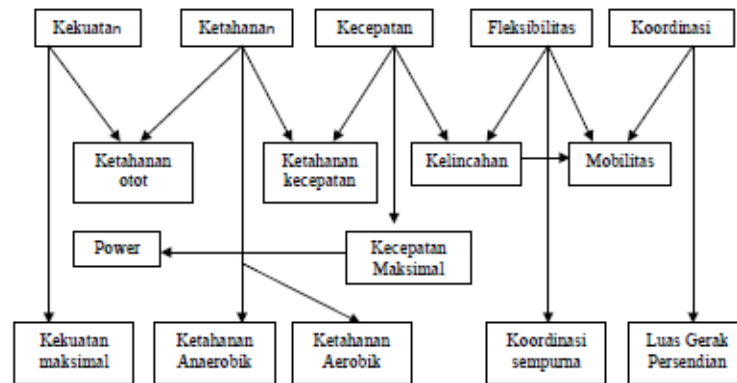 Kekuatan
Ketahanan
Kecepatan
Fleksibilitas
Koordinasi
Ketahanan
otot
Ketahanan
kecepatan
Kelincahan
Mobilitas
Power
Kecepatan
Maksimal
Kekuatan
maksimal
Ketahanan
Anaerobik
Ketahanan
Aerobik
Koordinasi
sempurna
Luas Gerak
Persendian